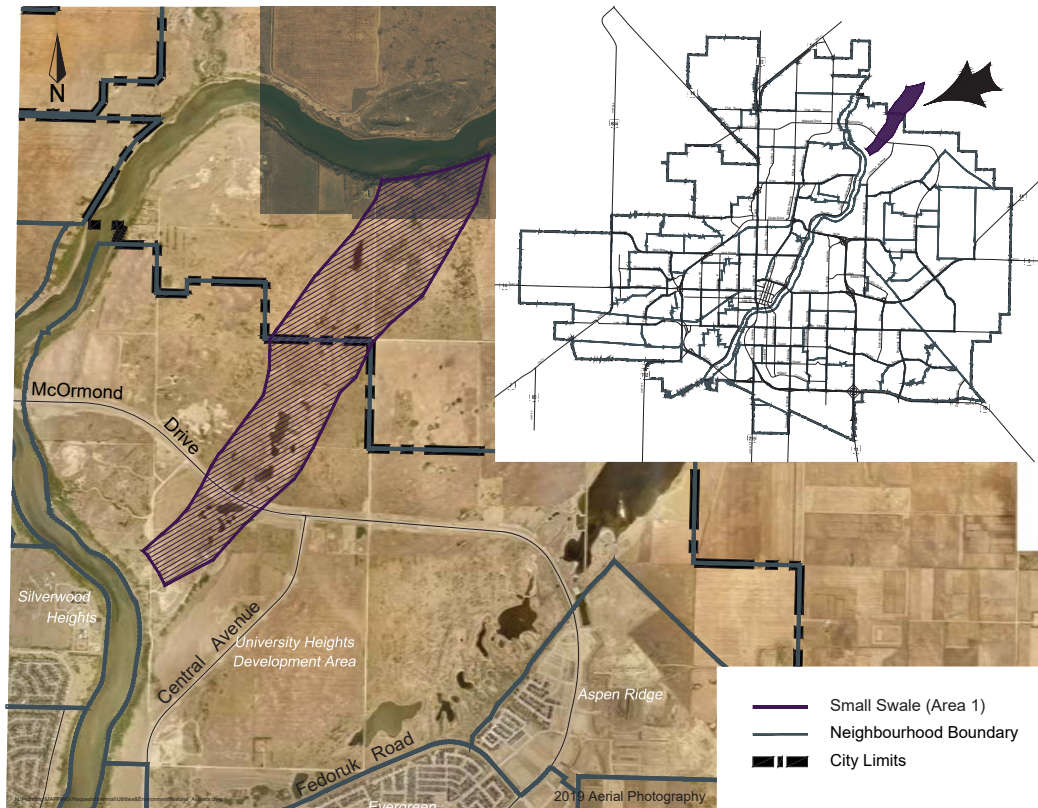 N
McOrmond
Drive
Silverwood
Heights
Central Avenue
University Heights
Development Area
Aspen Ridge
Fedoruk Road
Evergreen
2019 Aerial Photography
Small Swale (Area 1)
Neighbourhood Boundary
City Limits